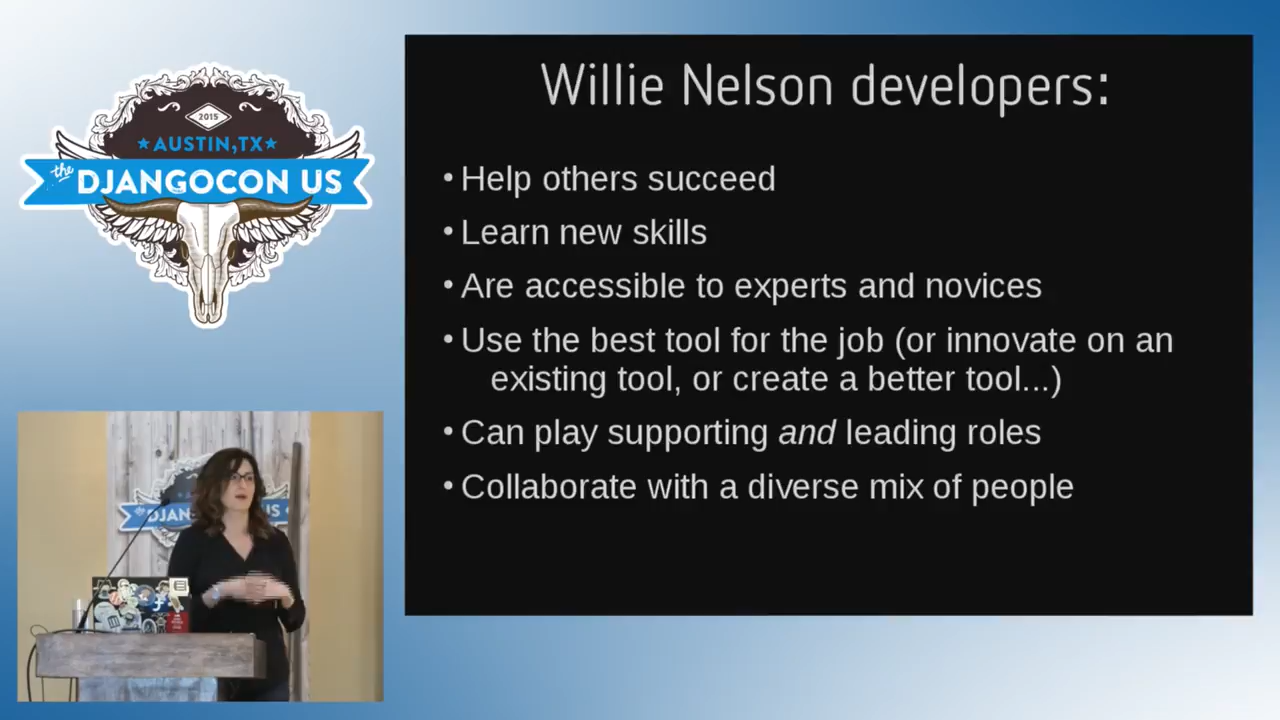 2015
AUSTIN,TX
the DJANGOCON US
Willie Nelson developers:
• Help others succeed
• Learn new skills
• Are accessible to experts and novices
• Use the best tool for the job (or innovate on an
existing tool, or create a better tool...)
• Can play supporting and leading roles
• Collaborate with a diverse mix of people